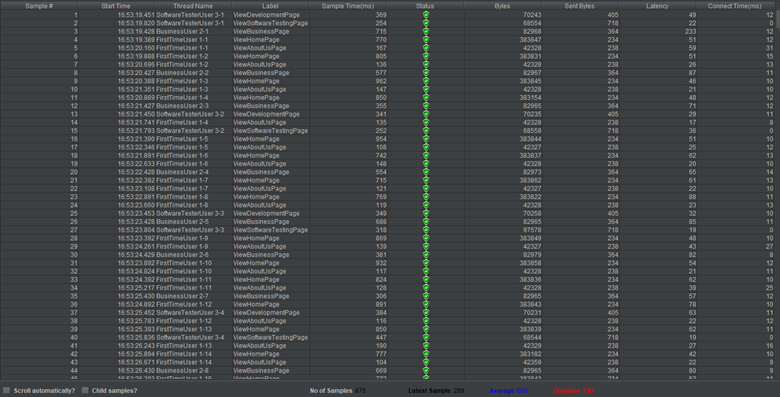 Sample # Start Time Thread Name Label Sample Time(ms) Status Bytes Sent Bytes Latency Connect Time(ms)
1 16:53:19.451 SoftwareTesterUser 3-1 ViewDevelopmentPage 369 70243 405 49 12
2 16:53:19.820 SoftwareTesterUser 3-1 ViewSoftwareTestingPage 254 68554 718 22 0
3 16:53:19.428 BusinessUser 2-1 ViewBusinessPage 715 82968 364 233 12
4 16:53:19.389 FirstTimeUser 1-1 ViewHomePage 770 383847 234 51 11
5 16:53:20.160 FirstTimeUser 1-1 ViewAboutUsPage 167 42328 238 59 31
6 16:53:19.888 FirstTimeUser 1-2 ViewHomePage 805 383831 234 51 15
7 16:53:20.696 FirstTimeUser 1-2 ViewAboutUsPage 136 42328 238 26 13
8 16:53:20.427 BusinessUser 2-2 ViewBusinessPage 577 82967 364 87 11
9 16:53:20.388 FirstTimeUser 1-3 ViewHomePage 962 383845 234 46 10
10 16:53:21.351 FirstTimeUser 1-3 ViewAboutUsPage 147 42328 238 21 10
11 16:53:20.889 FirstTimeUser 1-4 ViewHomePage 850 383154 234 48 11
12 16:53:21.427 BusinessUser 2-3 ViewBusinessPage 355 82965 364 71 12
13 16:53:21.450 SoftwareTesterUser 3-2 ViewDevelopmentPage 341 70235 405 29 11
14 16:53:21.741 FirstTimeUser 1-4 ViewAboutUsPage 135 42328 238 17 8
15 16:53:21.793 SoftwareTesterUser 3-2 ViewSoftwareTestingPage 252 68558 718 36 0
16 16:53:21.390 FirstTimeUser 1-5 ViewHomePage 954 383844 234 51 10
17 16:53:22.346 FirstTimeUser 1-5 ViewAboutUsPage 108 42328 238 25 12
18 16:53:21.891 FirstTimeUser 1-6 ViewHomePage 742 383837 234 62 13
19 16:53:22.633 FirstTimeUser 1-6 ViewAboutUsPage 148 42328 238 20 10
20 16:53:22.428 BusinessUser 2-4 ViewBusinessPage 554 82973 364 65 14
21 16:53:22.392 FirstTimeUser 1-7 ViewHomePage 715 383862 234 61 13
22 16:53:23.108 FirstTimeUser 1-7 ViewAboutUsPage 121 42327 238 22 11
23 16:53:22.891 FirstTimeUser 1-8 ViewHomePage 769 383822 234 88 11
24 16:53:23.660 FirstTimeUser 1-8 ViewAboutUsPage 119 42328 238 23 13
25 16:53:23.453 SoftwareTesterUser 3-3 ViewDevelopmentPage 349 70258 405 32 10
26 16:53:23.428 BusinessUser 2-5 ViewBusinessPage 688 82965 364 85 11
27 16:53:23.804 SoftwareTesterUser 3-3 ViewSoftwareTestingPage 318 97578 718 19 0
28 16:53:23.392 FirstTimeUser 1-9 ViewHomePage 869 383849 234 48 10
29 16:53:24.261 FirstTimeUser 1-9 ViewAboutUsPage 139 42327 238 43 27
30 16:53:24.429 BusinessUser 2-6 ViewBusinessPage 381 82979 364 82 8
31 16:53:23.892 FirstTimeUser 1-10 ViewHomePage 932 383858 234 54 12
32 16:53:24.824 FirstTimeUser 1-10 ViewAboutUsPage 117 42328 238 21 11
33 16:53:24.392 FirstTimeUser 1-11 ViewHomePage 824 383836 234 62 10
34 16:53:25.217 FirstTimeUser 1-11 ViewAboutUsPage 128 42328 238 39 25
35 16:53:25.430 BusinessUser 2-7 ViewBusinessPage 306 82965 364 57 12
36 16:53:24.892 FirstTimeUser 1-12 ViewHomePage 891 383843 234 78 10
37 16:53:25.452 SoftwareTesterUser 3-4 ViewDevelopmentPage 384 70231 405 63 11
38 16:53:25.783 FirstTimeUser 1-12 ViewAboutUsPage 116 42328 238 22 12
39 16:53:25.393 FirstTimeUser 1-13 ViewHomePage 850 383839 234 62 11
40 16:53:25.836 SoftwareTesterUser 3-4 ViewSoftwareTestingPage 447 68544 718 19 0
41 16:53:26.243 FirstTimeUser 1-13 ViewAboutUsPage 190 42328 238 27 16
42 16:53:25.894 FirstTimeUser 1-14 ViewHomePage 777 383182 234 42 10
43 16:53:26.671 FirstTimeUser 1-14 ViewAboutUsPage 104 42359 238 22 9
44 16:53:26.430 BusinessUser 2-8 ViewBusinessPage 669 82965 364 80 9
Scroll automatically? Child samples? No of Samples 875 Latest Sample 289 Average Deviation